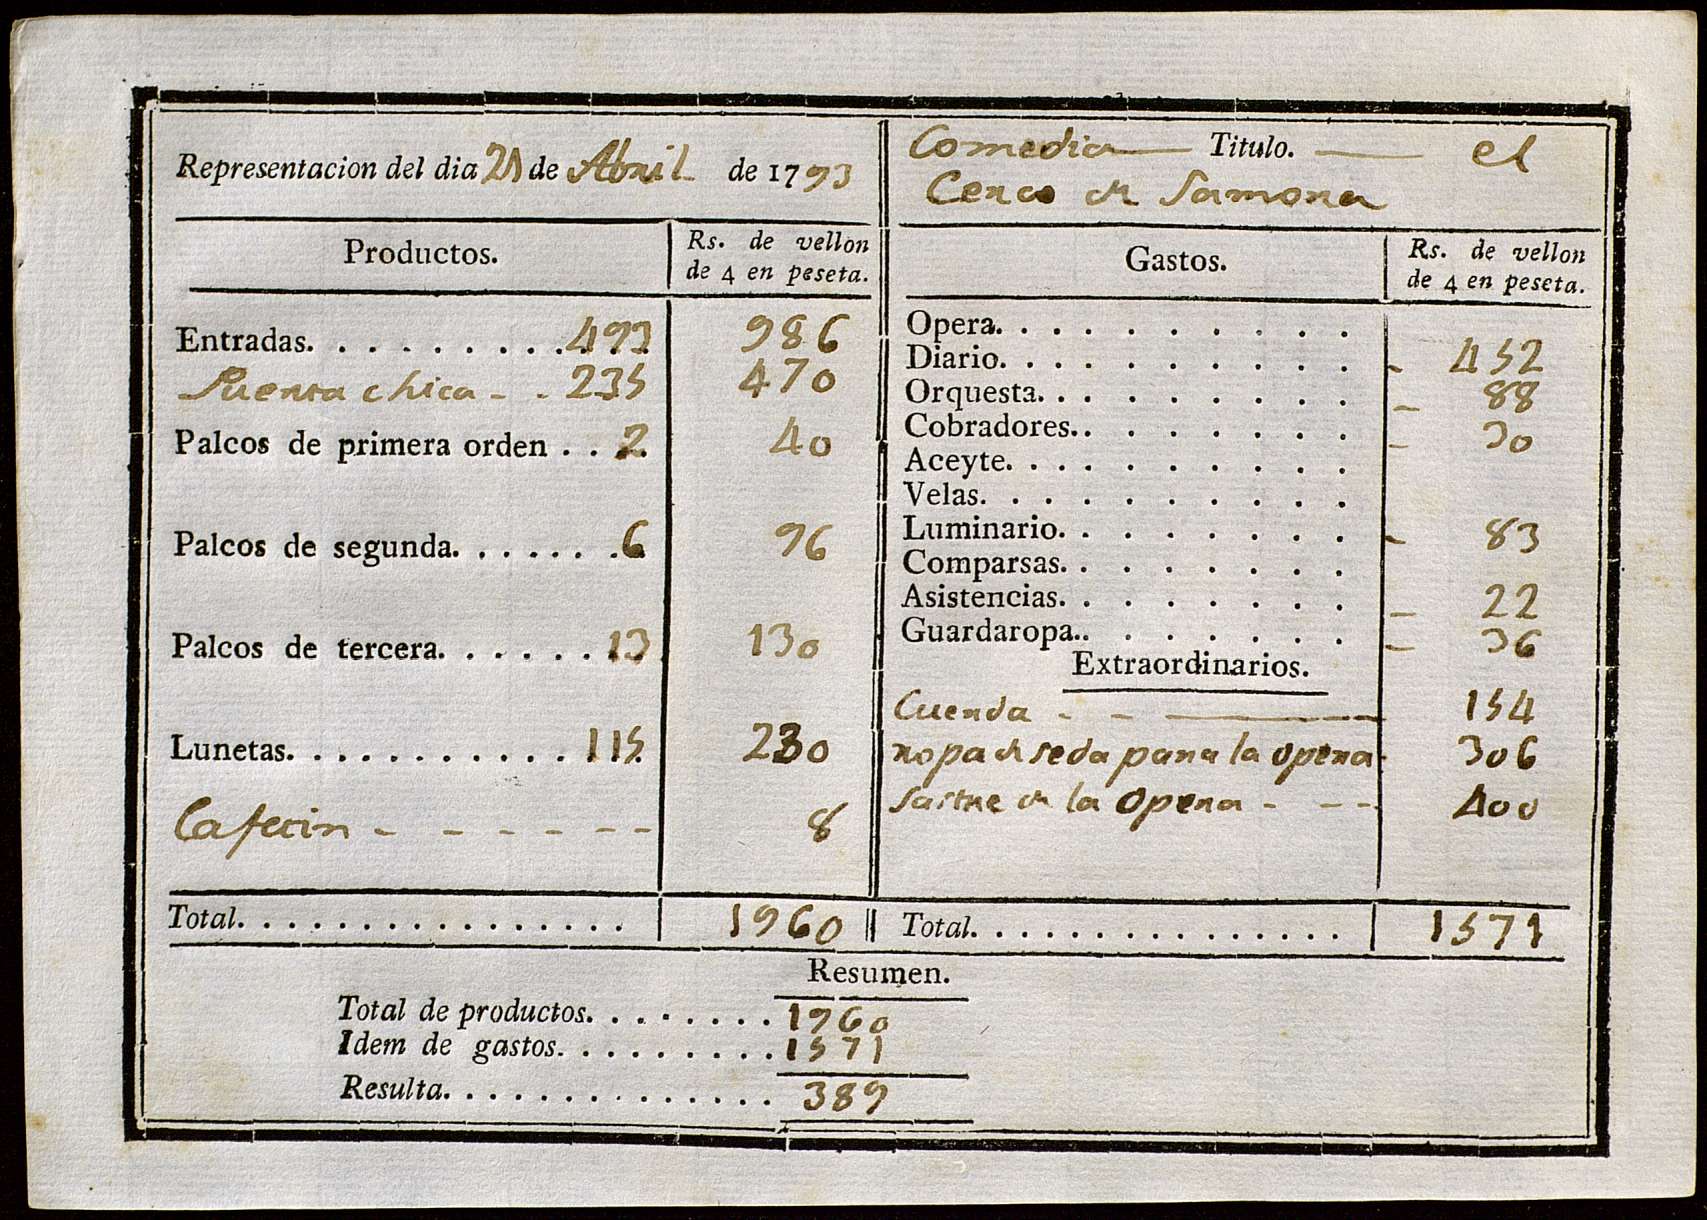 Representacion del dia 21 de Abril de 1793
Productos.
Rs. de vellon
de 4 en peseta.
Entradas. . . . . . . . . . . 493 986
Puerta chica - - 235 470
Palcos de primera orden . . 2 40
Palcos de segunda. . . . . . . 6 96
Palcos de tercera. . . . . . 13 130
Lunetas. . . . . . . . . . . 115 230
Cafetin - - - - - - 8
Total. . . . . . . . . . . . . . . . 1960
Comedia — Titulo. — el
Cerco de Samora
Gastos.
Rs. de vellon
de 4 en peseta.
Opera. . . . . . . . . .
Diario. . . . . . . . . . - 452
Orquesta. . . . . . . . . - 88
Cobradores. . . . . . . . - 30
Aceyte. . . . . . . . . .
Velas. . . . . . . . . .
Luminario. . . . . . . . - 83
Comparsas. . . . . . . .
Asistencias. . . . . . . . - 22
Guardaropa. . . . . . . . - 36
Extraordinarios.
Cuerda - - — 154
ropa de seda para la opera 306
Sastre de la Opera - - - 400
Total. . . . . . . . . . . . . . . . 1571
Resumen.
Total de productos. . . . . . . . 1960
Idem de gastos. . . . . . . . . . 1571
Resulta. . . . . . . . . . . . . . . 389